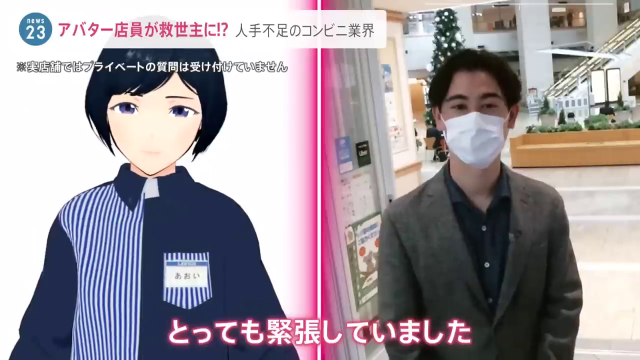 news
23
アバター店員が救世主に!? 人手不足のコンビニ業界
※実店舗ではプライベートの質問は受け付けていません
LAWSON
あおい
とっても緊張していました